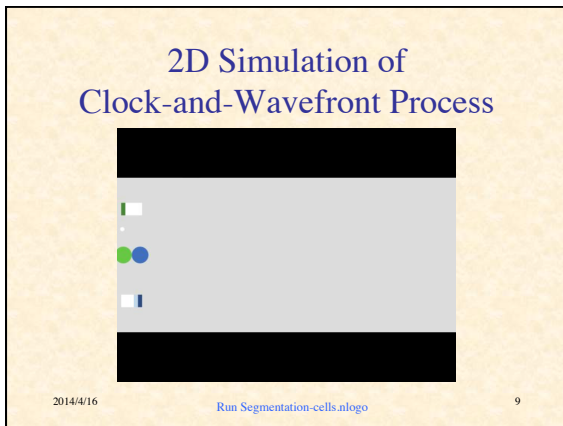 2D Simulation of
Clock-and-Wavefront Process
2014/4/16
Run Segmentation-cells.nlogo
9